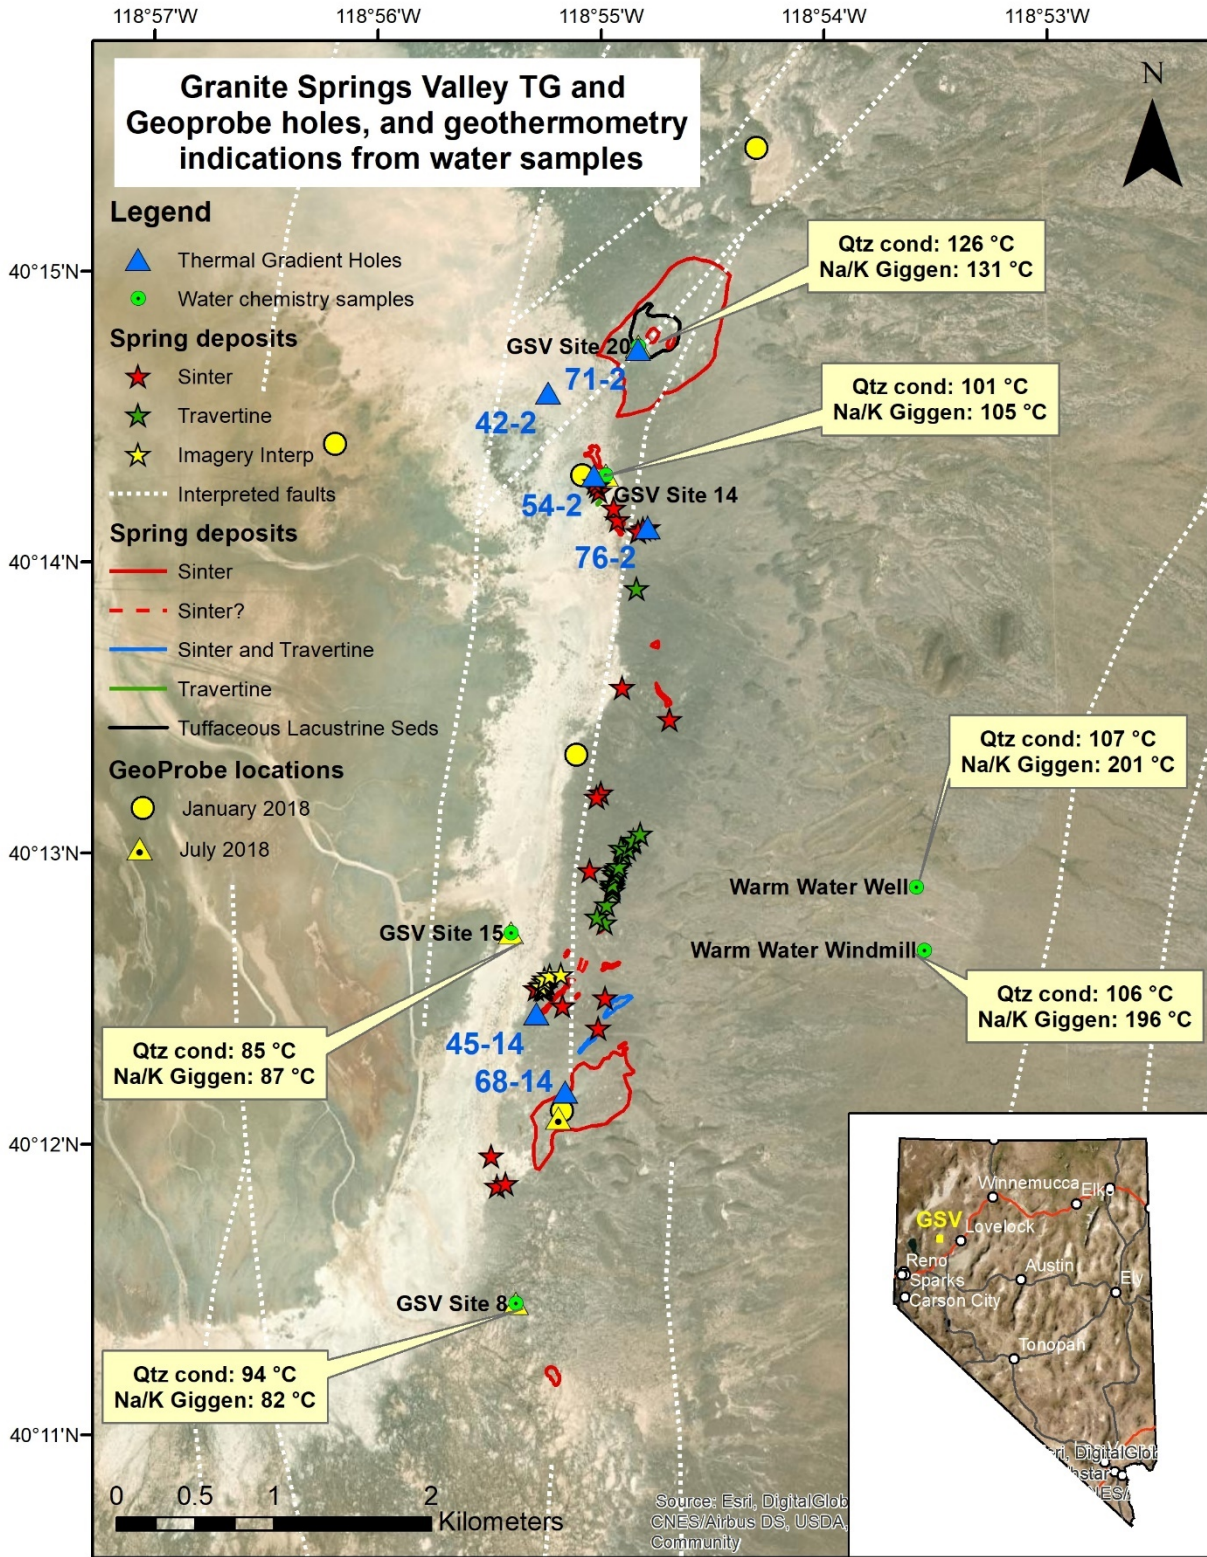 118°57'W
118°56'W
118°55'W
118°54'W
118°53'W
Granite Springs Valley TG and
Geoprobe holes, and geothermometry
indications from water samples
N
Legend
Thermal Gradient Holes
Water chemistry samples
Spring deposits
Sinter
Travertine
Imagery Interp
Interpreted faults
Spring deposits
Sinter
Sinter?
Sinter and Travertine
Travertine
Tuffaceous Lacustrine Seds
GeoProbe locations
January 2018
July 2018
40°15'N
40°14'N
40°13'N
40°12'N
40°11'N
Qtz cond: 126 °C
Na/K Giggen: 131 °C
GSV Site 20
71-2
42-2
Qtz cond: 101 °C
Na/K Giggen: 105 °C
GSV Site 14
54-2
76-2
Qtz cond: 107 °C
Na/K Giggen: 201 °C
Warm Water Well
Warm Water Windmill
Qtz cond: 106 °C
Na/K Giggen: 196 °C
GSV Site 15
Qtz cond: 85 °C
Na/K Giggen: 87 °C
45-14
68-14
GSV Site 8
Qtz cond: 94 °C
Na/K Giggen: 82 °C
0 0.5 1 2
Kilometers
Source: Esri, DigitalGlob
CNES/Airbus DS, USDA,
Community
Winnemucca
Elko
GSV
Lovelock
Reno
Sparks
Carson City
Austin
Ely
Tonopah